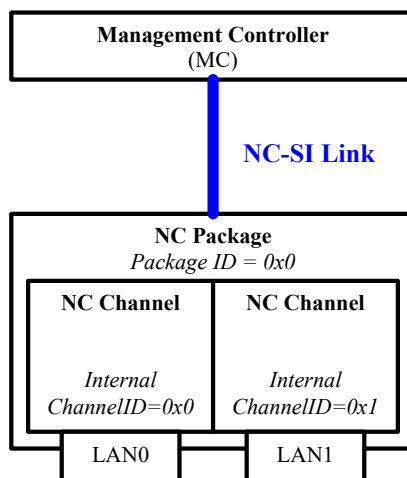 Management Controller
(MC)
NC-SI Link
NC Package
Package ID = 0x0
NC Channel
Internal
ChannelID=0x0
NC Channel
Internal
ChannelID=0x1
LAN0
LAN1